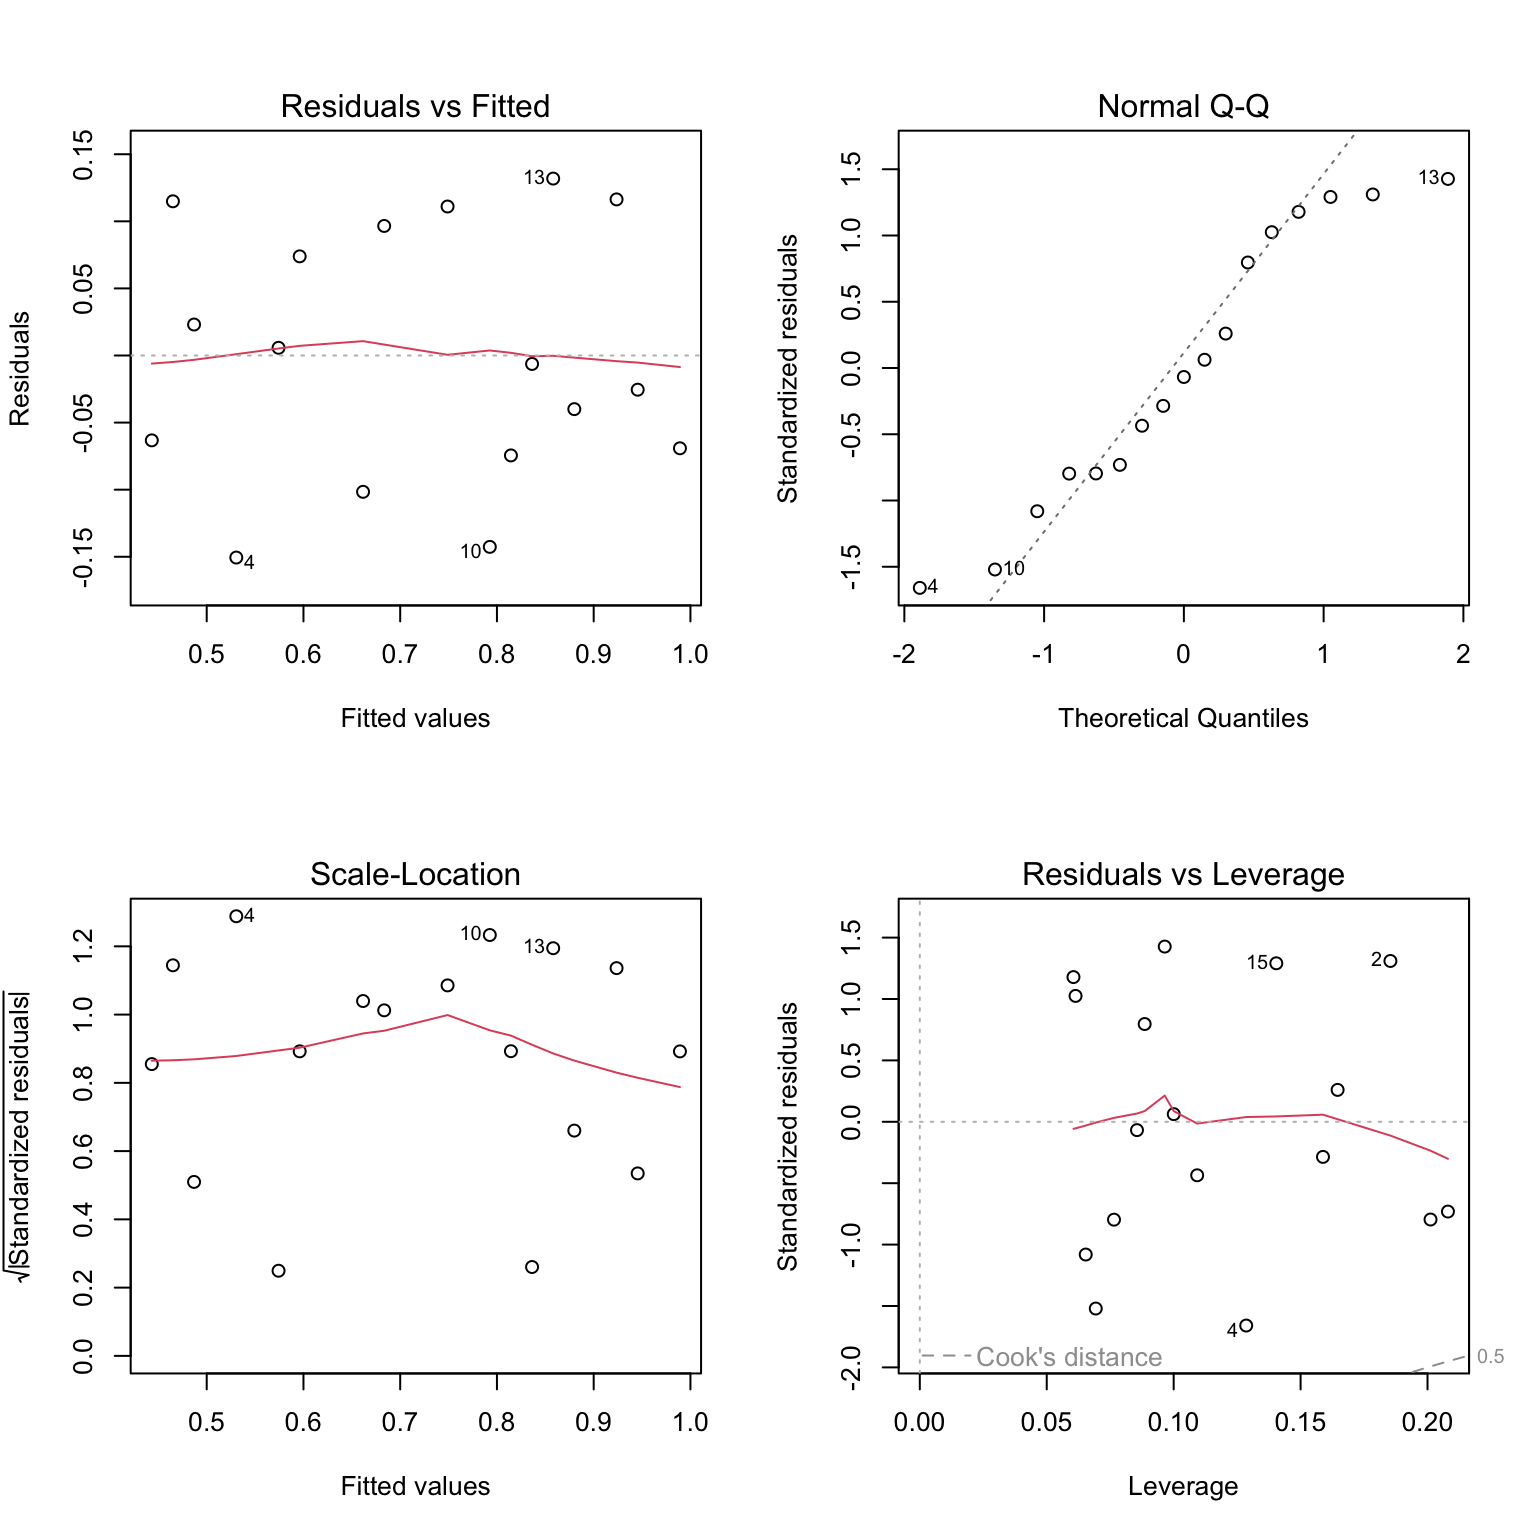 Residuals vs Fitted
Residuals
0.15
0.05
-0.05
-0.15
13
4
10
0.5 0.6 0.7 0.8 0.9 1.0
Fitted values
Normal Q-Q
Standardized residuals
1.5
1.0
0.5
0.0
-0.5
-1.5
13
10
4
-2 -1 0 1 2
Theoretical Quantiles
Scale-Location
√|Standardized residuals|
1.2
1.0
0.8
0.6
0.4
0.2
0.0
4
10
13
0.5 0.6 0.7 0.8 0.9 1.0
Fitted values
Residuals vs Leverage
Standardized residuals
1.5
1.0
0.5
0.0
-1.0
-2.0
15
2
4
Cook's distance
0.5
0.00 0.05 0.10 0.15 0.20
Leverage